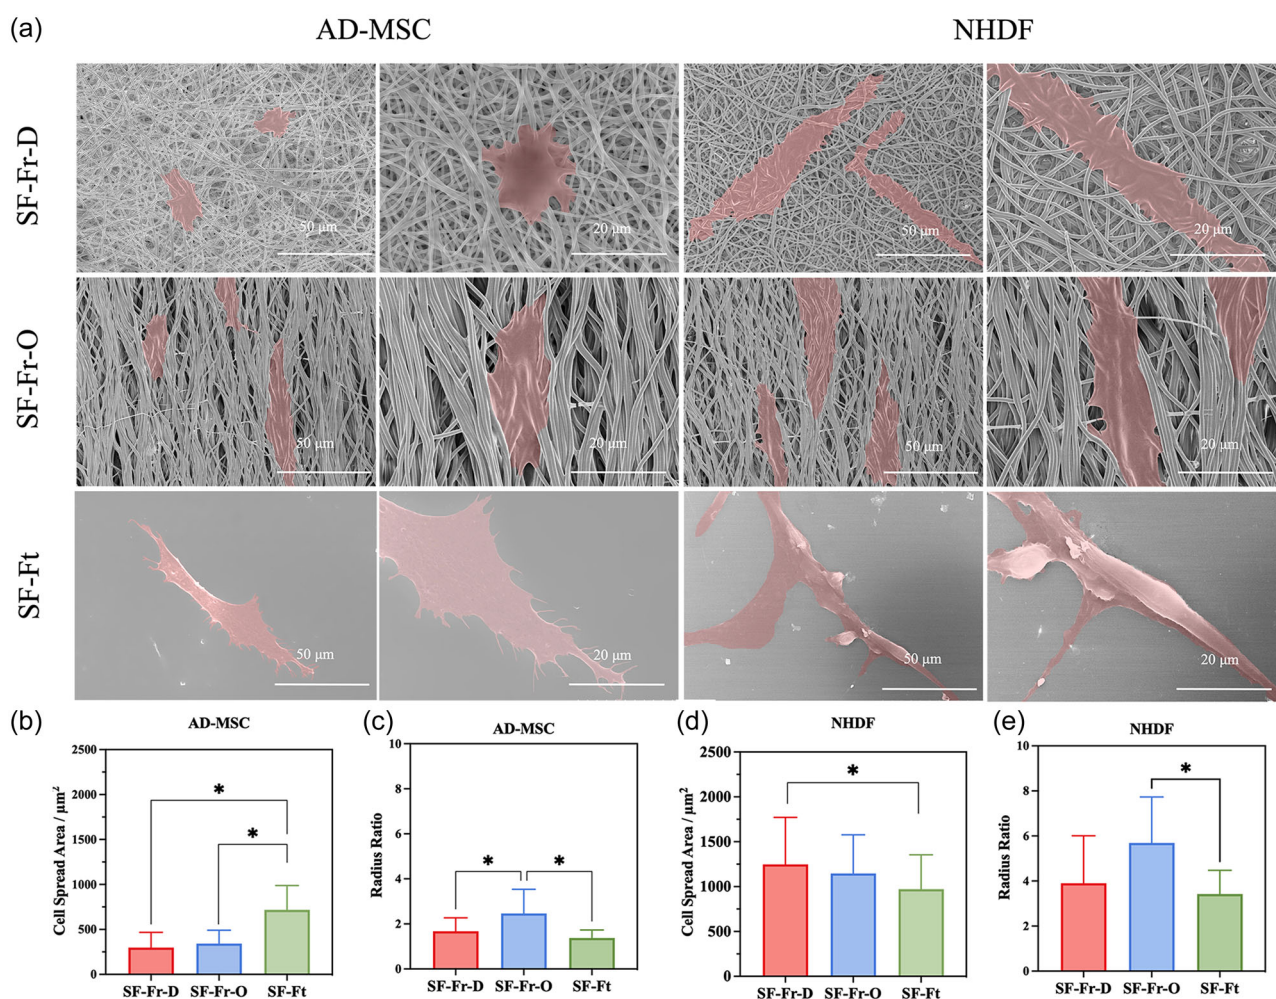 (a)
AD-MSC
NHDF
SF-Fr-D
50 μm
20 μm
50 μm
20 μm
SF-Fr-O
50 μm
20 μm
50 μm
20 μm
SF-Ft
50 μm
20 μm
50 μm
20 μm
(b)
AD-MSC
Cell Spread Area / μm²
2500
2000
1500
1000
500
0
*
*
SF-Fr-D SF-Fr-O SF-Ft
(c)
AD-MSC
Radius Ratio
10
8
6
4
2
0
* *
SF-Fr-D SF-Fr-O SF-Ft
(d)
NHDF
Cell Spread Area / μm²
2500
2000
1500
1000
500
0
*
SF-Fr-D SF-Fr-O SF-Ft
(e)
NHDF
Radius Ratio
10
8
6
4
2
0
*
SF-Fr-D SF-Fr-O SF-Ft